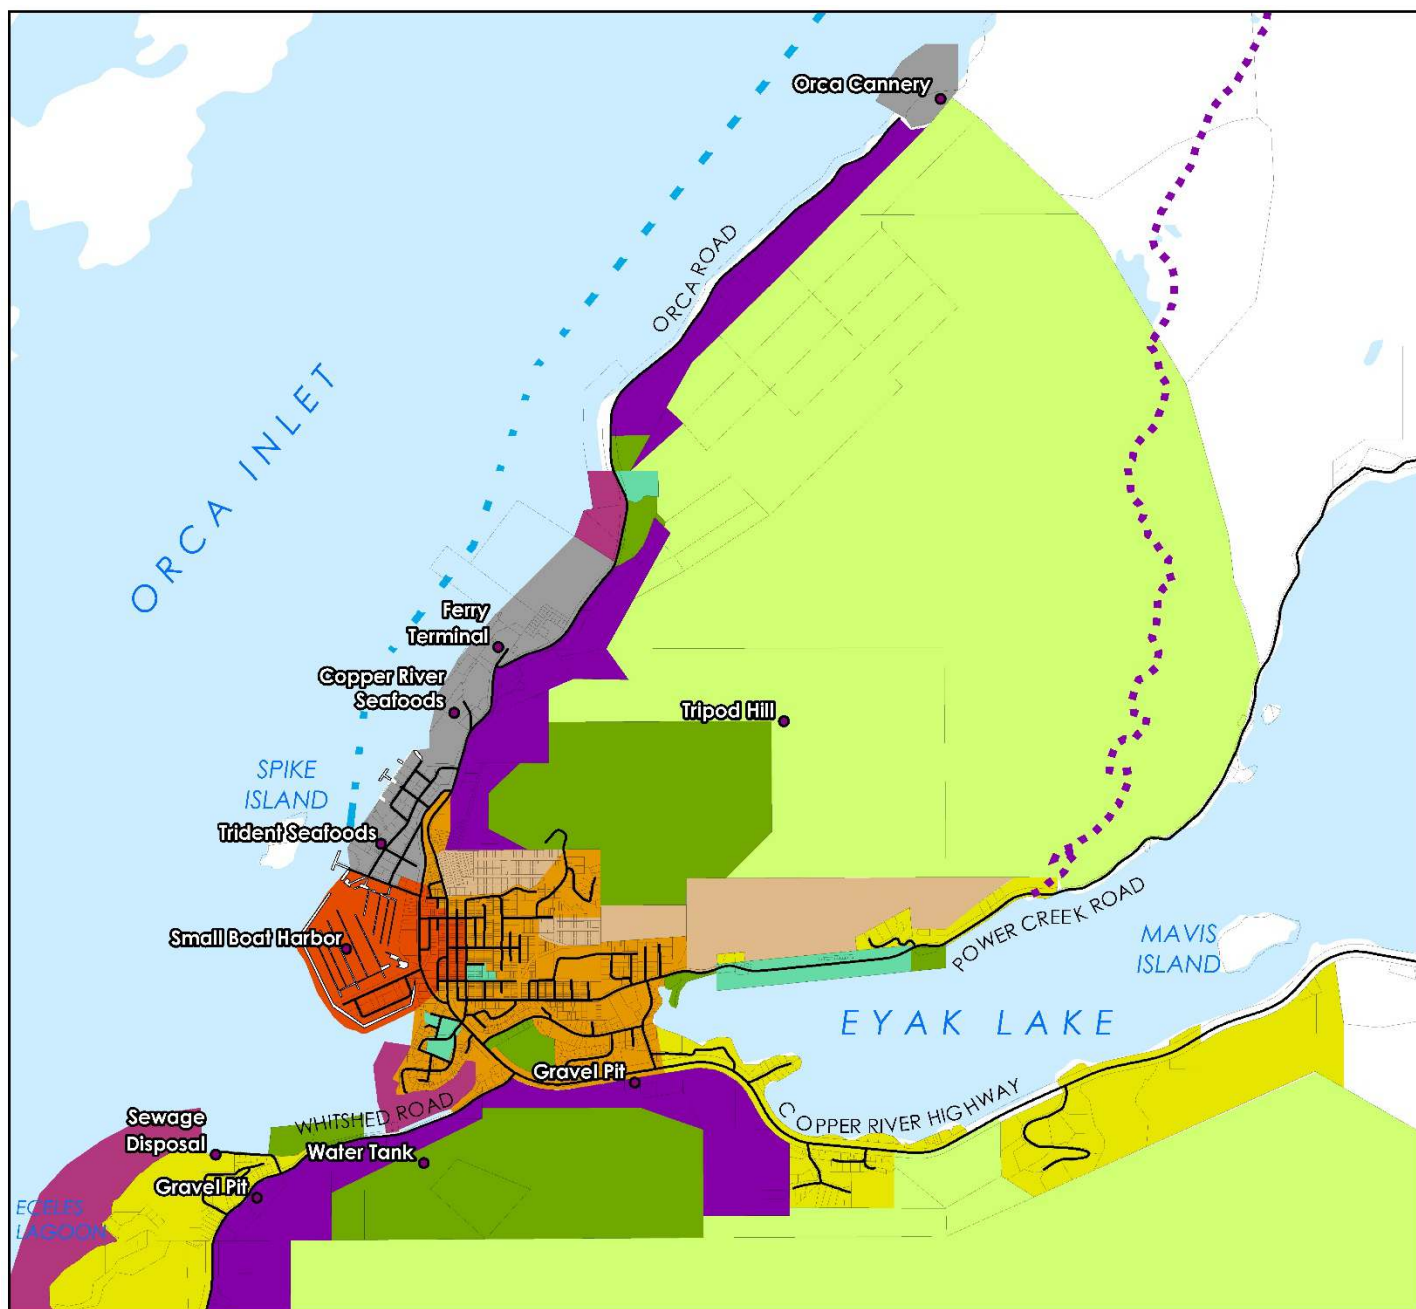 Orca Cannery
ORCA ROAD
ORCA INLET
Ferry
Terminal
Copper River
Seafoods
Tripod Hill
SPIKE
ISLAND
Trident Seafoods
Small Boat Harbor
POWER CREEK ROAD
MAVIS
ISLAND
EYAK LAKE
Gravel Pit
COPPER RIVER HIGHWAY
WHITSHED ROAD
Sewage
Disposal
Water Tank
Gravel Pit
ECELES
LAGOON